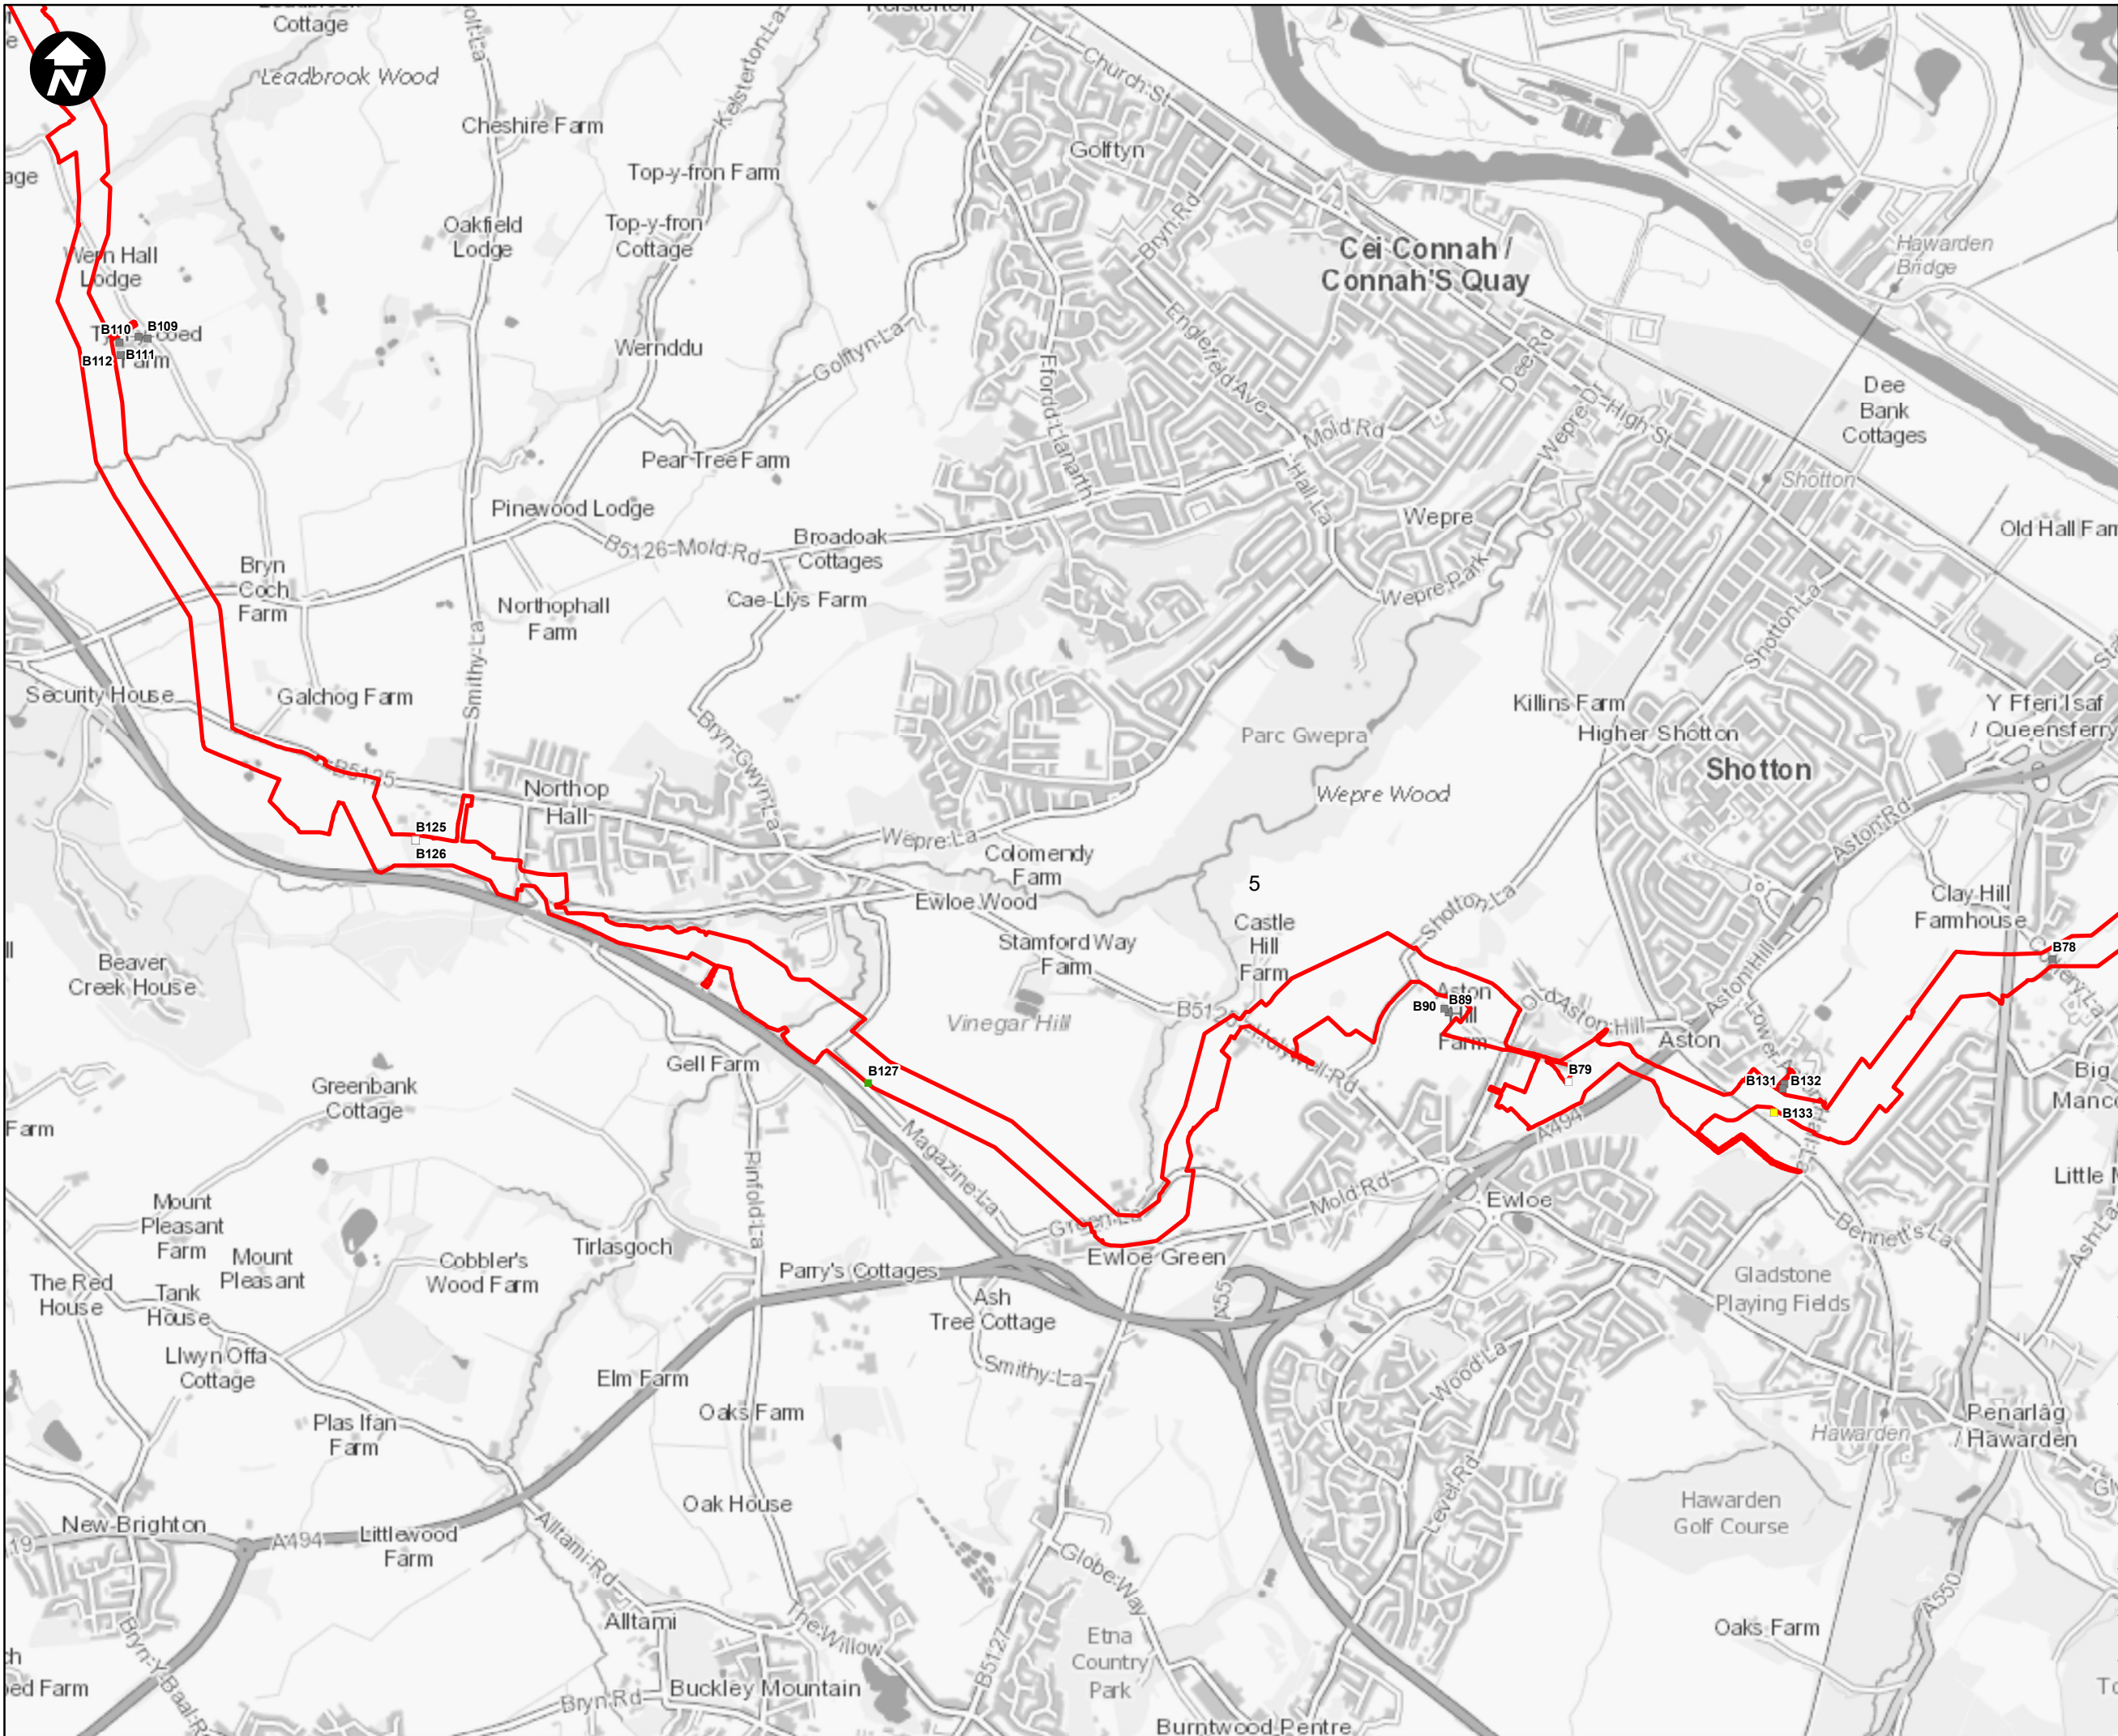 Cottage
Kelsterton La
Church St
N
Leadbrook Wood
Cheshire Farm
Golftyn
Top-y-fron Farm
Bryn Rd
Oakfield
Lodge
Top-y-fron
Cottage
Cei Connah /
Connah'S Quay
Hawarden
Bridge
Wern Hall
Lodge
B110
B109
B112
B111
Farm
Wernddu
Golftyn La
Englefield Ave
Ffordd Llanarth
Dee Rd
Dee
Bank
Cottages
Mold Rd
Wepre Dr
High St
Pear Tree Farm
Hall La
Shotton
Pinewood Lodge
Wepre
B5126 Mold Rd
Broadoak
Cottages
Old Hall Farm
Bryn
Coch
Farm
Northophall
Farm
Cae-Llys Farm
Wepre Park
Shotton La
Smithy La
Security House
Galchog Farm
Bryn-Gwyn La
Parc Gwepra
Killins Farm
Higher Shotton
Y Fferi Isaf
/ Queensferry
Shotton
B5125
Northop
Hall
Wepre Wood
Aston Rd
B125
B126
Wepre La
Colomendy
Farm
5
Ewloe Wood
Shotton La
Clay Hill
Farmhouse
Castle
Hill
Farm
Stamford Way
Farm
Beaver
Creek House
B78
Aston Hill
B90
B89
Aston
Hill
Farm
Old Aston Hill
Vinegar Hill
B5125 Holywell Rd
Aston
Gell Farm
B127
B79
B131
B132
B133
Big
Greenbank
Cottage
Farm
A494
Magazine La
Pinfold La
Little
Mount
Pleasant
Farm
Mold Rd
Ewloe
Green La
Bennett's La
Ash La
Tirlasgoch
Cobbler's
Wood Farm
Mount
Pleasant
Ewloe Green
Parry's Cottages
Gladstone
Playing Fields
The Red
House
Tank
House
A55
Ash
Tree Cottage
Llwyn Offa
Cottage
Smithy La
Elm Farm
Wood La
Plas Ifan
Farm
Oaks Farm
Penarlâg
/ Hawarden
Hawarden
Oak House
Level Rd
Hawarden
Golf Course
New Brighton
A494
Littlewood
Farm
Alltami Rd
Globe Way
A550
Alltami
The Willow
Etna
Country
Park
B5127
Oaks Farm
Bryn-Y-Baal Rd
Bryn Rd
Buckley Mountain
Burntwood Pentre